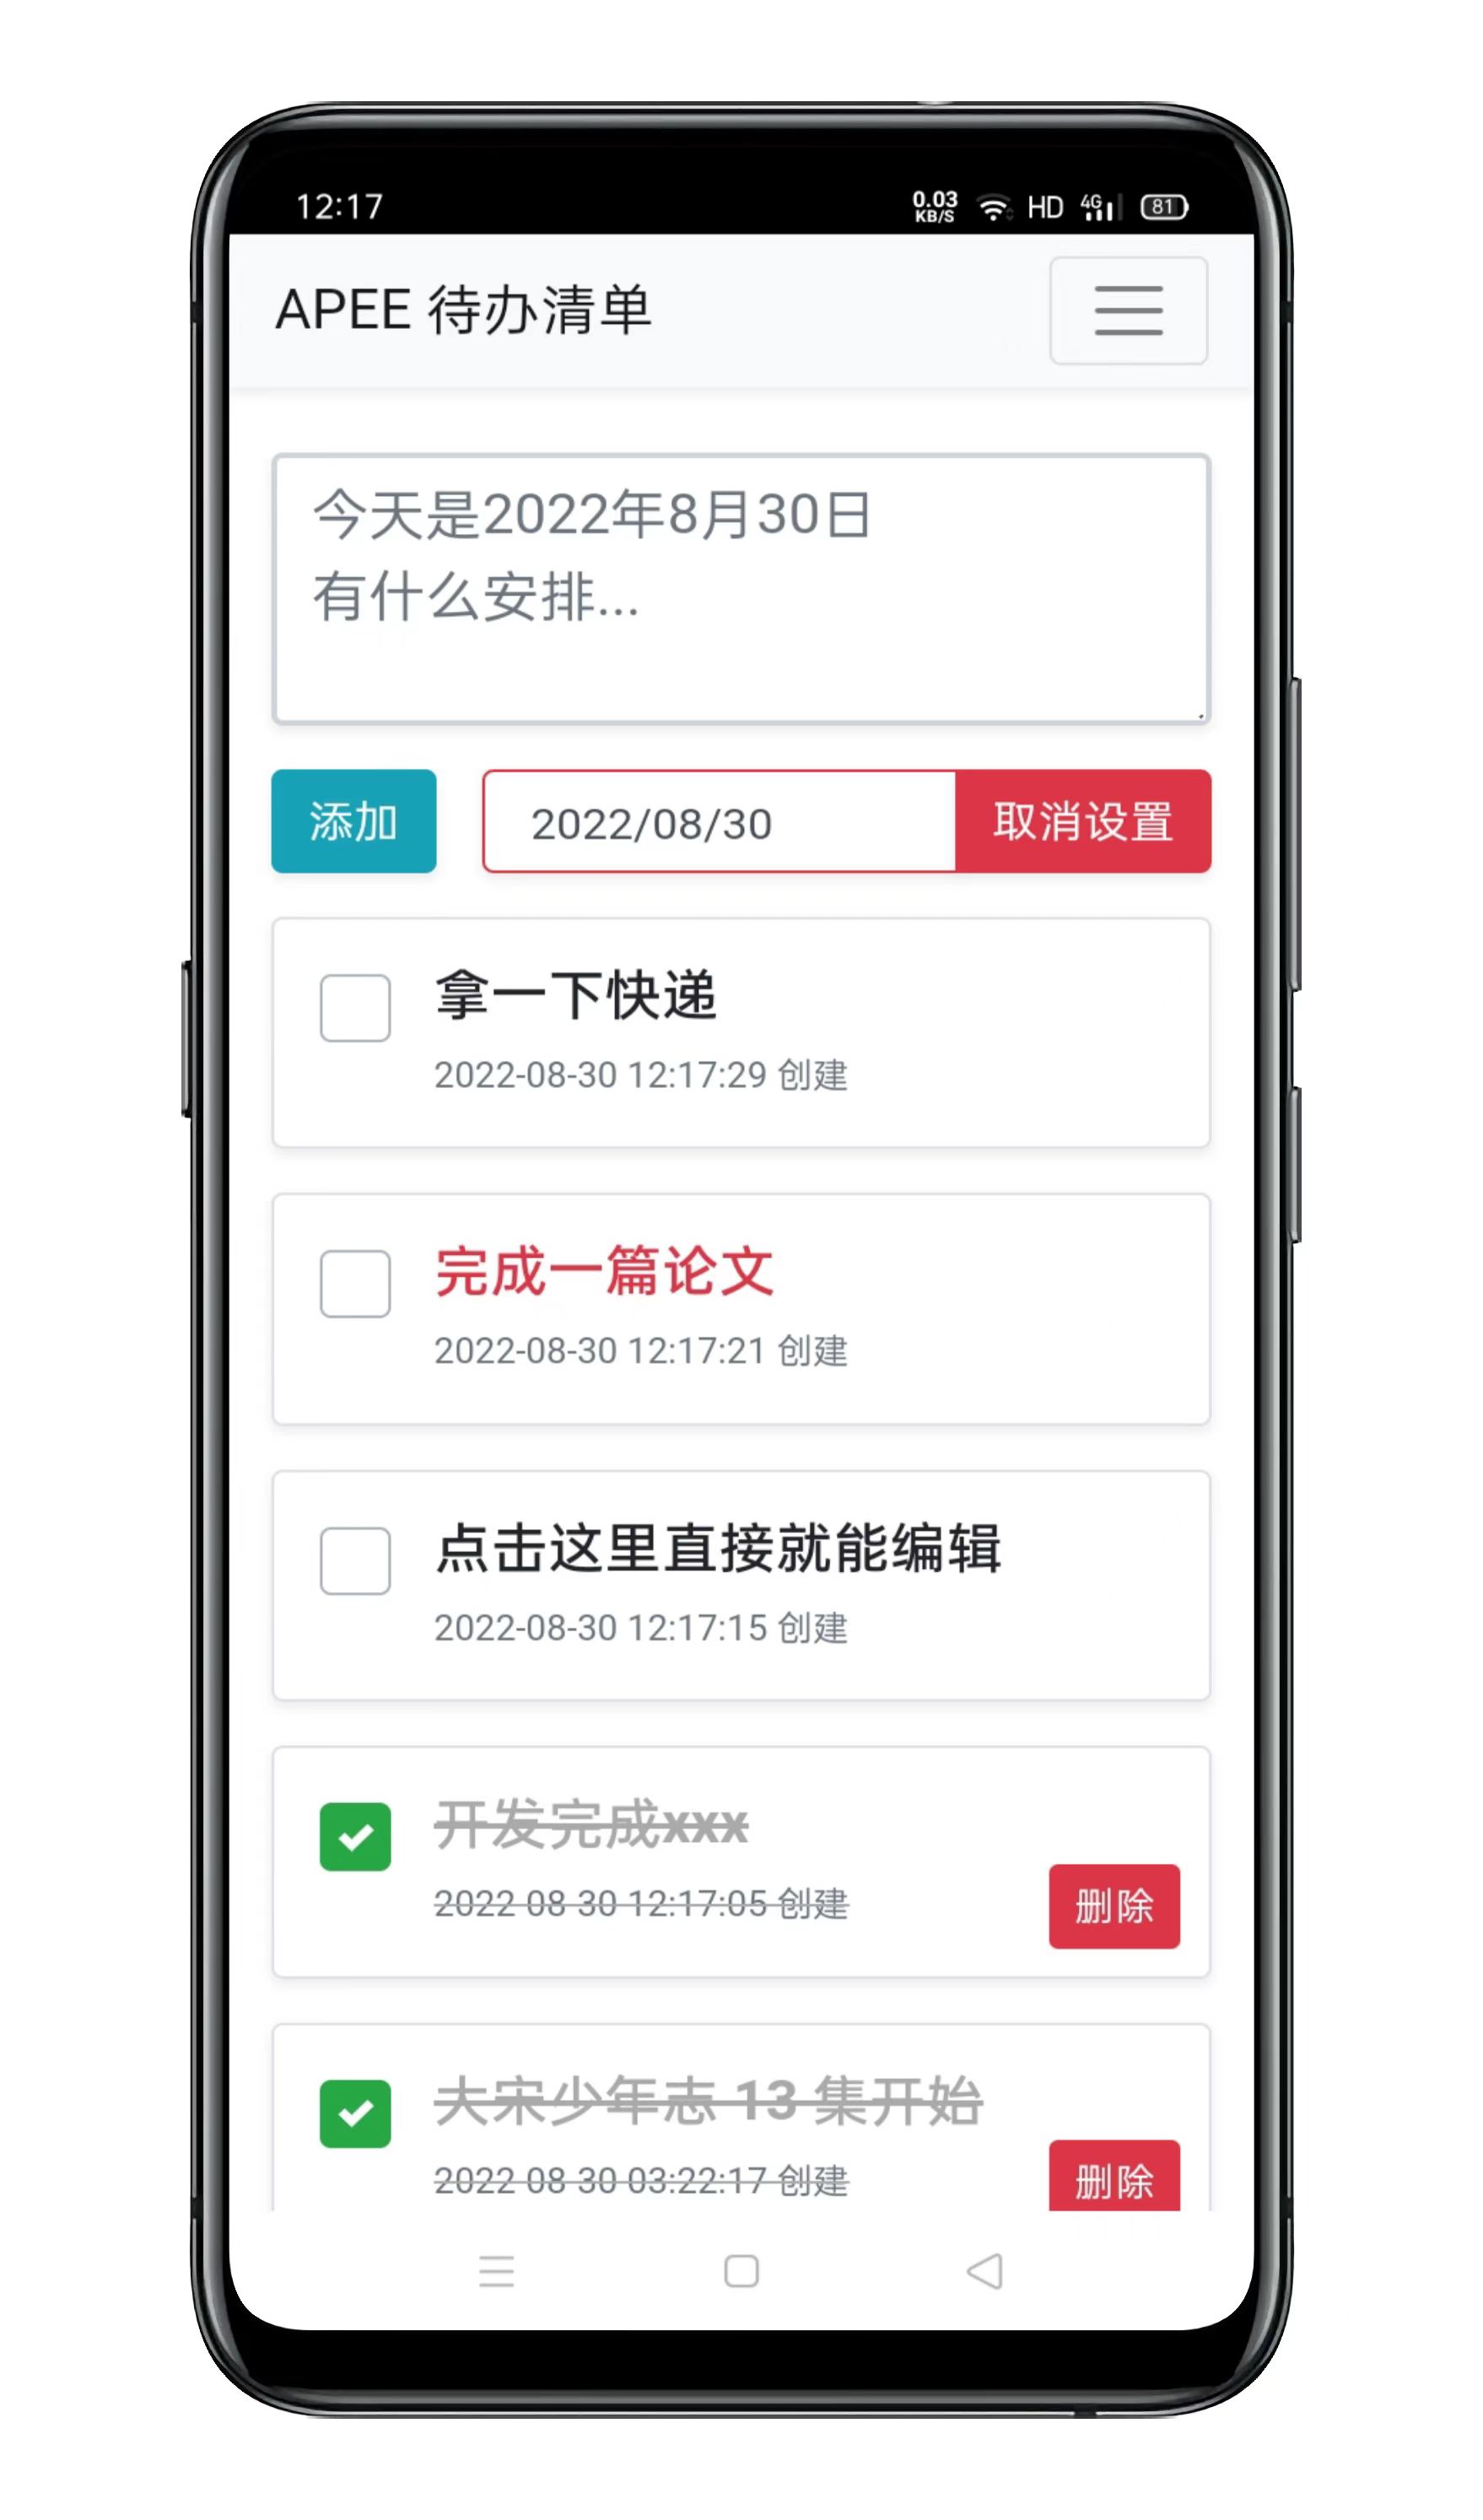 12:17
0.03 KB/S HD 4G 81
APEE 待办清单
今天是2022年8月30日
有什么安排...
添加 2022/08/30 取消设置
拿一下快递
2022-08-30 12:17:29 创建
完成一篇论文
2022-08-30 12:17:21 创建
点击这里直接就能编辑
2022-08-30 12:17:15 创建
开发完成xxx
2022-08-30 12:17:05 创建
删除
大宋少年志 13 集开始
2022-08-30 03:22:17 创建
删除